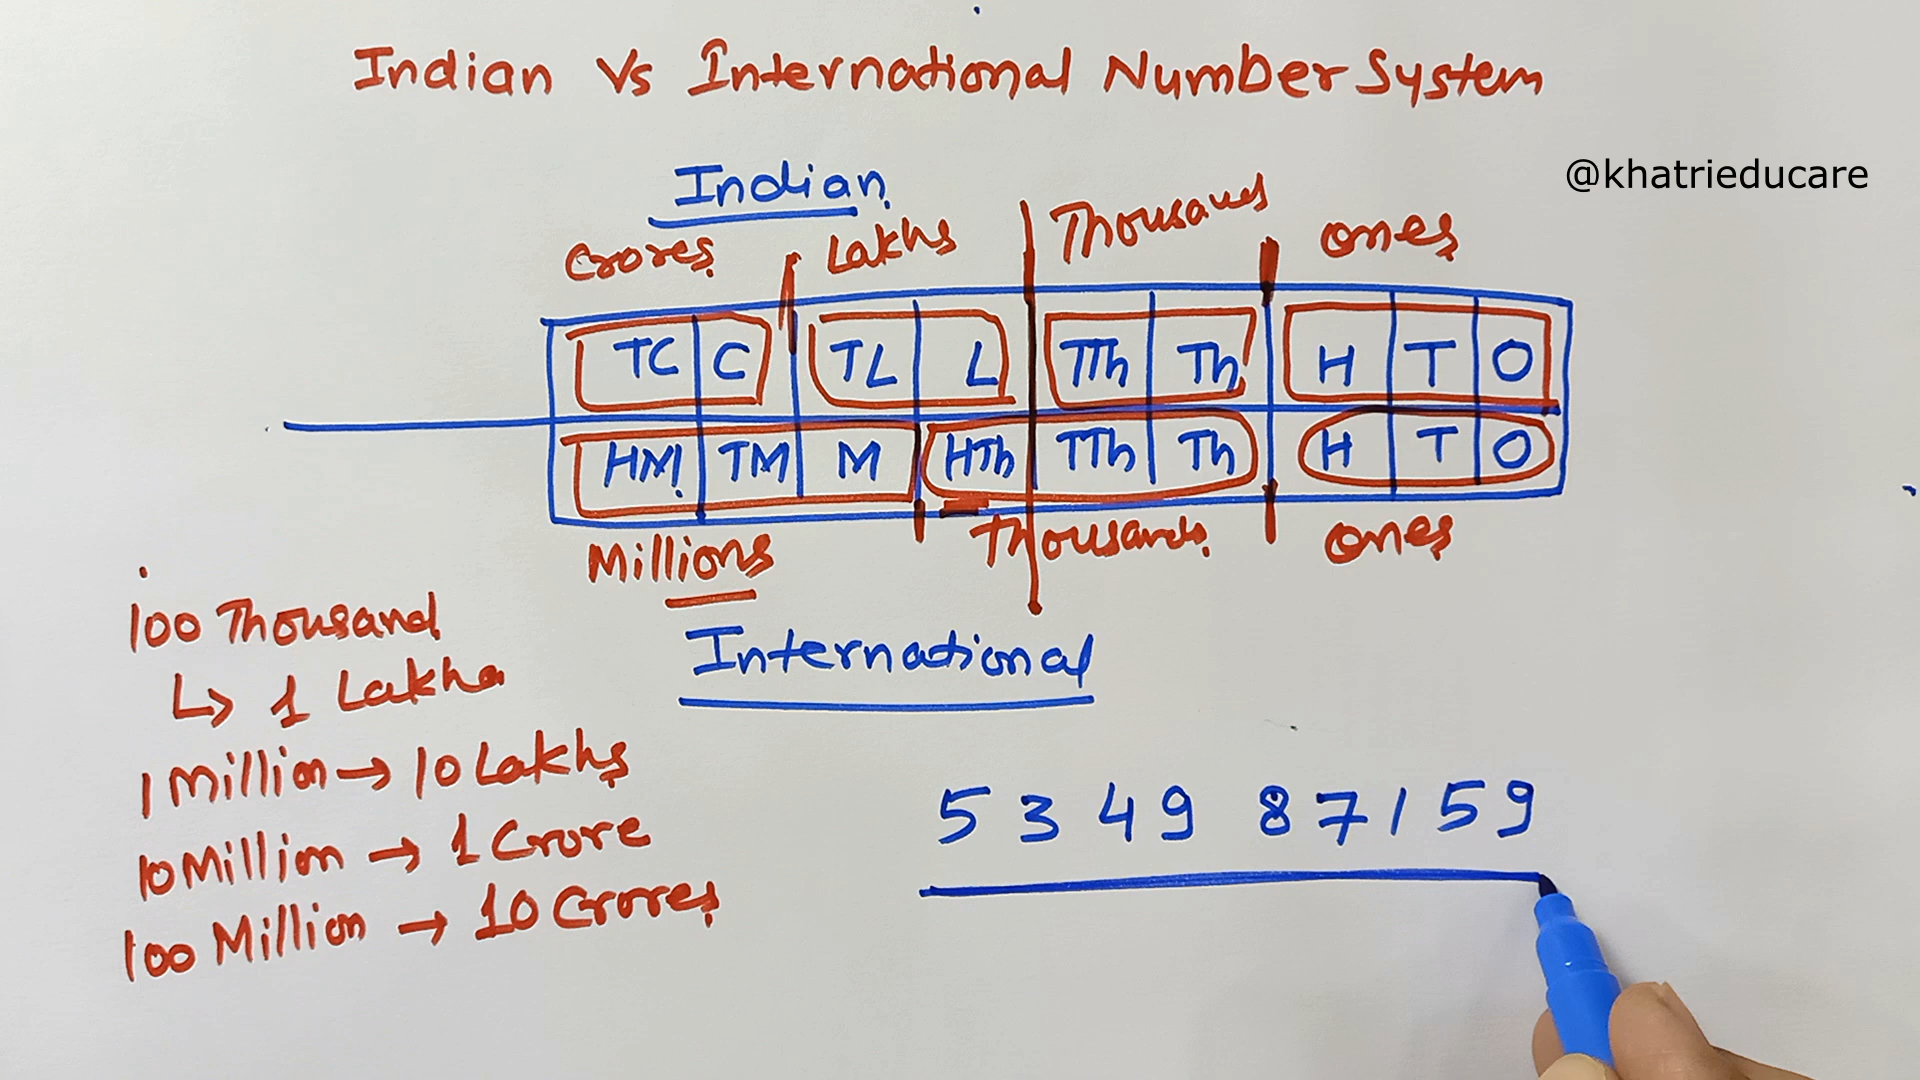 Indian Vs International Number System
@khatrieducare
Indian
Crores Lakhs Thousands Ones
TC C TL L TTh Th H T O
HM TM M HTh TTh Th H T O
Millions Thousands Ones
International
100 Thousand
↳ 1 Lakhs
1 Million → 10 Lakhs
10 Million → 1 Crore
100 Million → 10 Crores
5 3 4 9 8 7 1 5 9